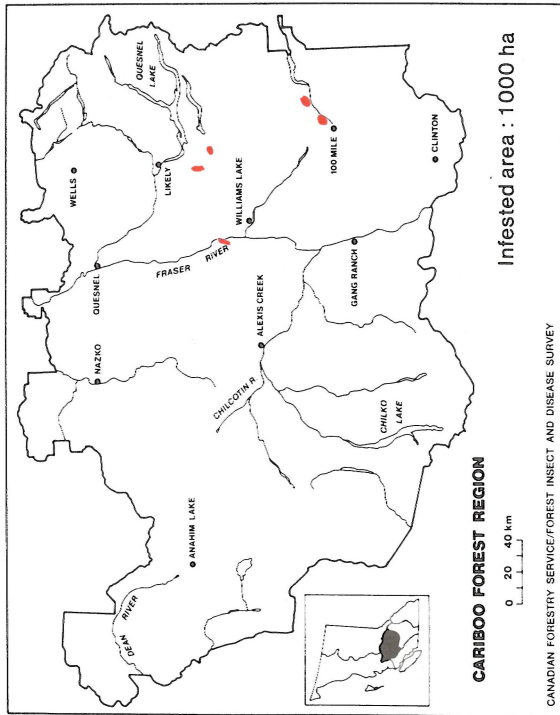 QUESNEL
LAKE
WELLS
LIKELY
QUESNEL
NAZKO
FRASER
RIVER
WILLIAMS LAKE
100 MILE
CLINTON
ALEXIS CREEK
GANG RANCH
CHILCOTIN R
CHILKO
LAKE
ANAHIM LAKE
DEAN
RIVER
Infested area : 1000 ha
CARIBOO FOREST REGION
0 20 40 km
CANADIAN FORESTRY SERVICE/FOREST INSECT AND DISEASE SURVEY